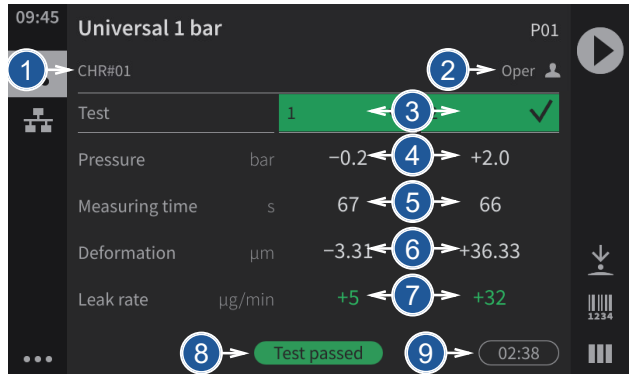 09:45
Universal 1 bar P01
1 CHR#01 2 Oper
Test 1 3
Pressure bar −0.2 4 +2.0
Measuring time s 67 5 66
Deformation µm −3.31 6 +36.33
Leak rate µg/min +5 7 +32
1234
8 Test passed 9 02:38